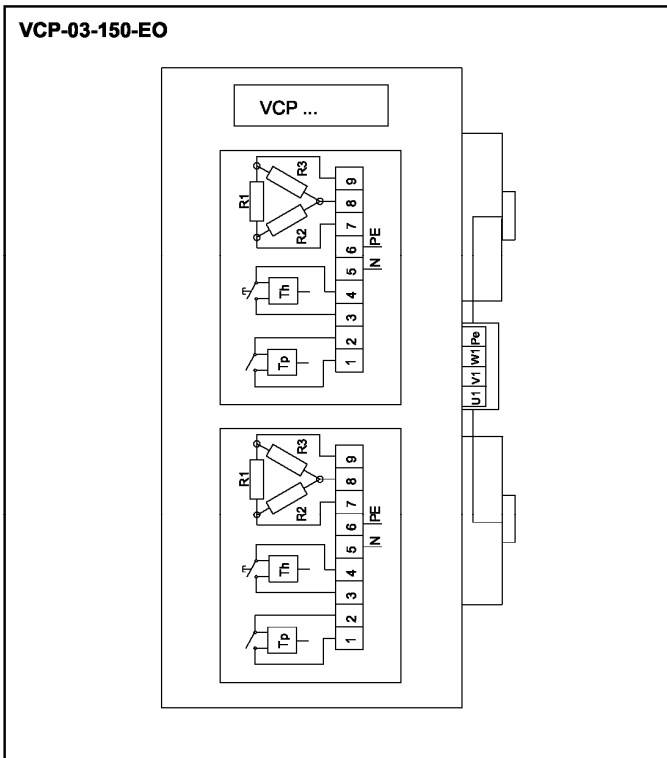 VCP-03-150-EO
VCP ...
R1
R3
R2
Th
Tp
9
8
7
6
5
4
3
2
1
PE
N
U1 V1 W1 Pe
R1
R3
R2
Th
Tp
9
8
7
6
5
4
3
2
1
PE
N